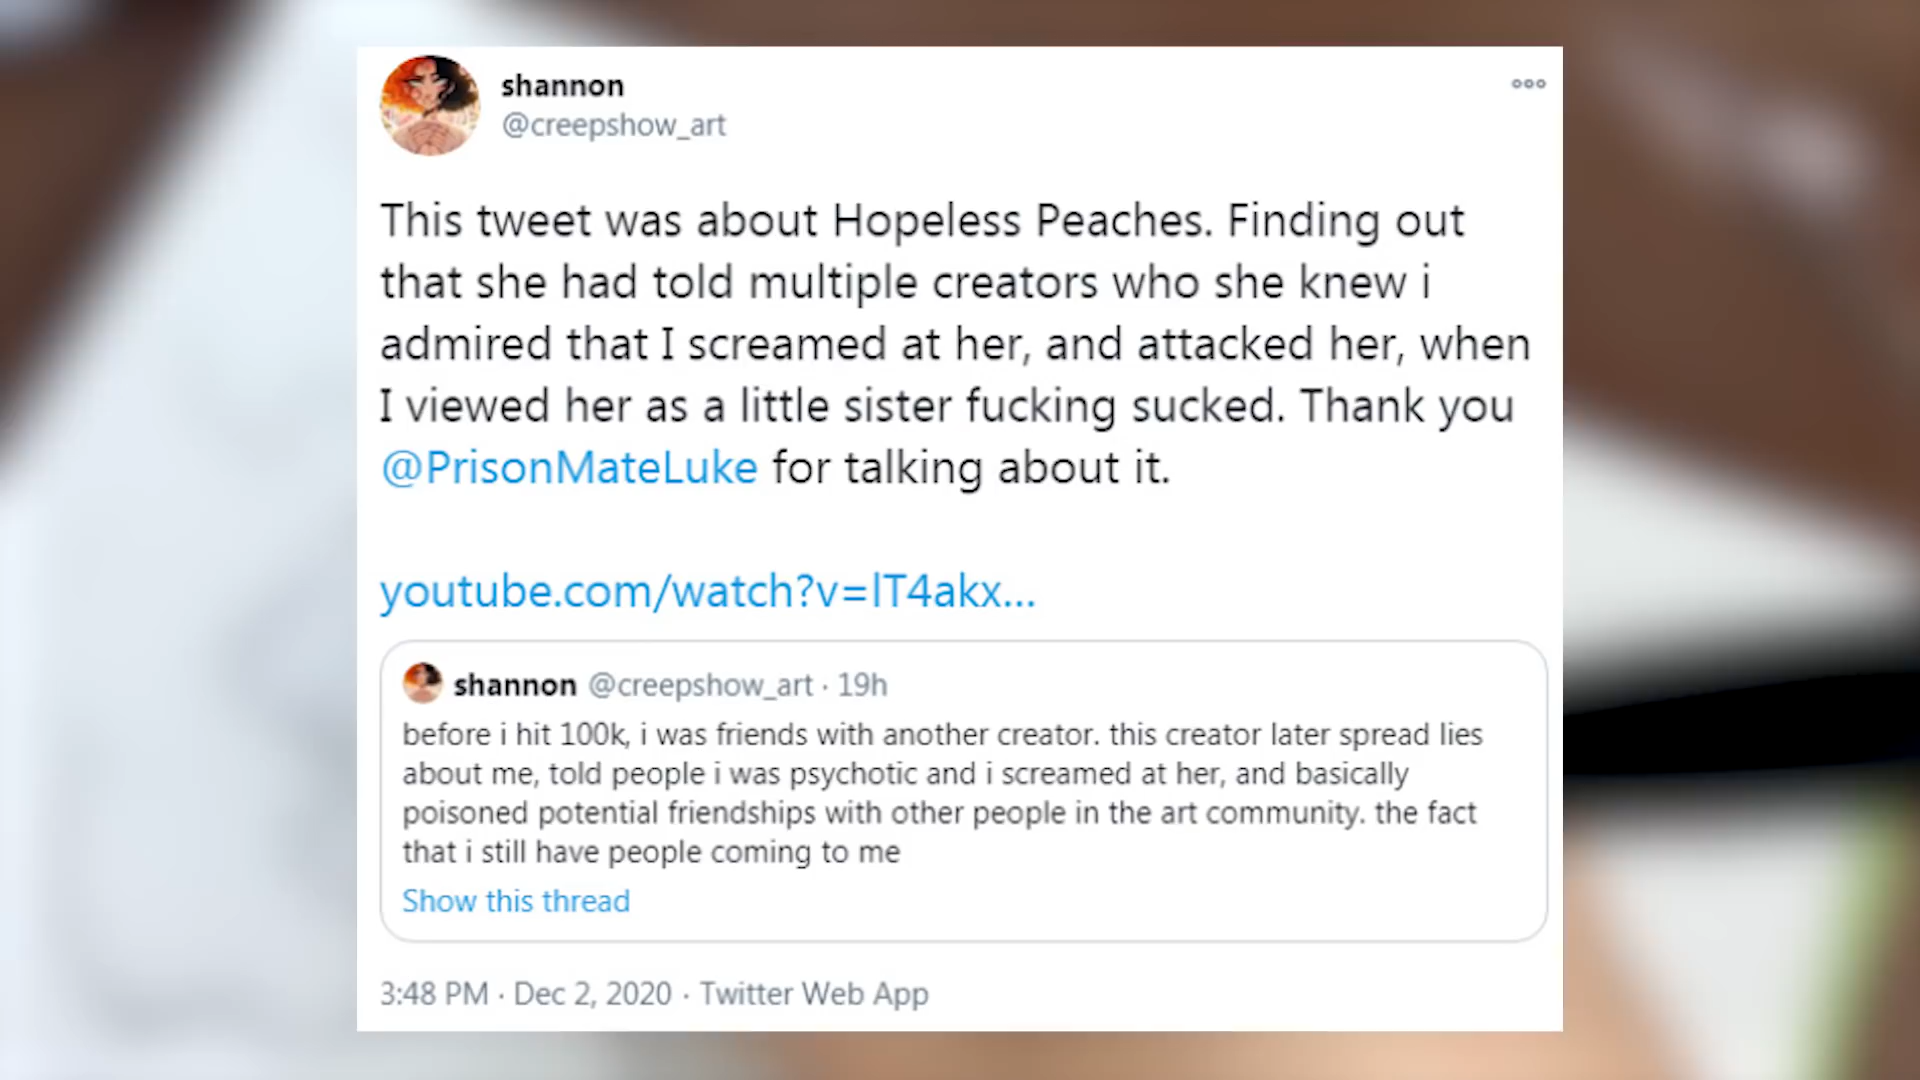 shannon
@creepshow_art
This tweet was about Hopeless Peaches. Finding out
that she had told multiple creators who she knew i
admired that I screamed at her, and attacked her, when
I viewed her as a little sister fucking sucked. Thank you
@PrisonMateLuke for talking about it.
youtube.com/watch?v=lT4akx...
shannon @creepshow_art · 19h
before i hit 100k, i was friends with another creator. this creator later spread lies
about me, told people i was psychotic and i screamed at her, and basically
poisoned potential friendships with other people in the art community. the fact
that i still have people coming to me
Show this thread
3:48 PM · Dec 2, 2020 · Twitter Web App